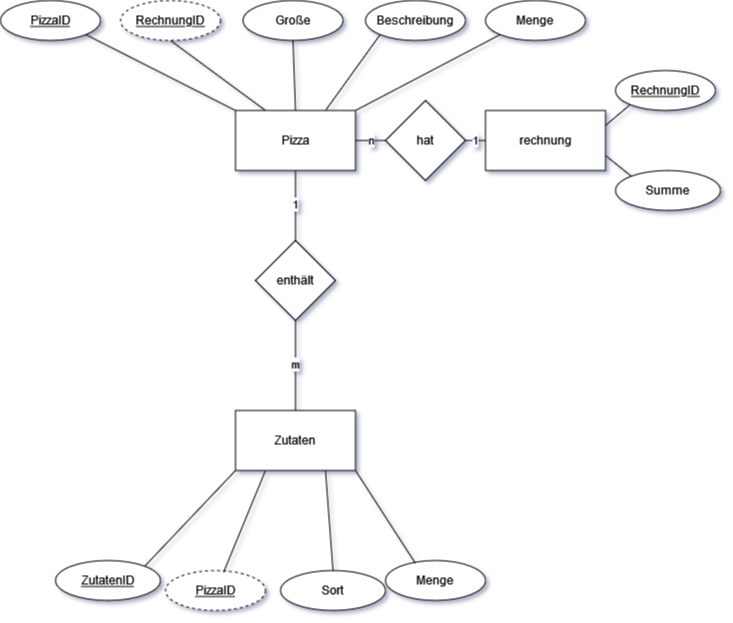 PizzaID
RechnungID
Große
Beschreibung
Menge
RechnungID
Pizza
n
hat
1
rechnung
Summe
1
enthält
m
Zutaten
ZutatenID
PizzaID
Sort
Menge